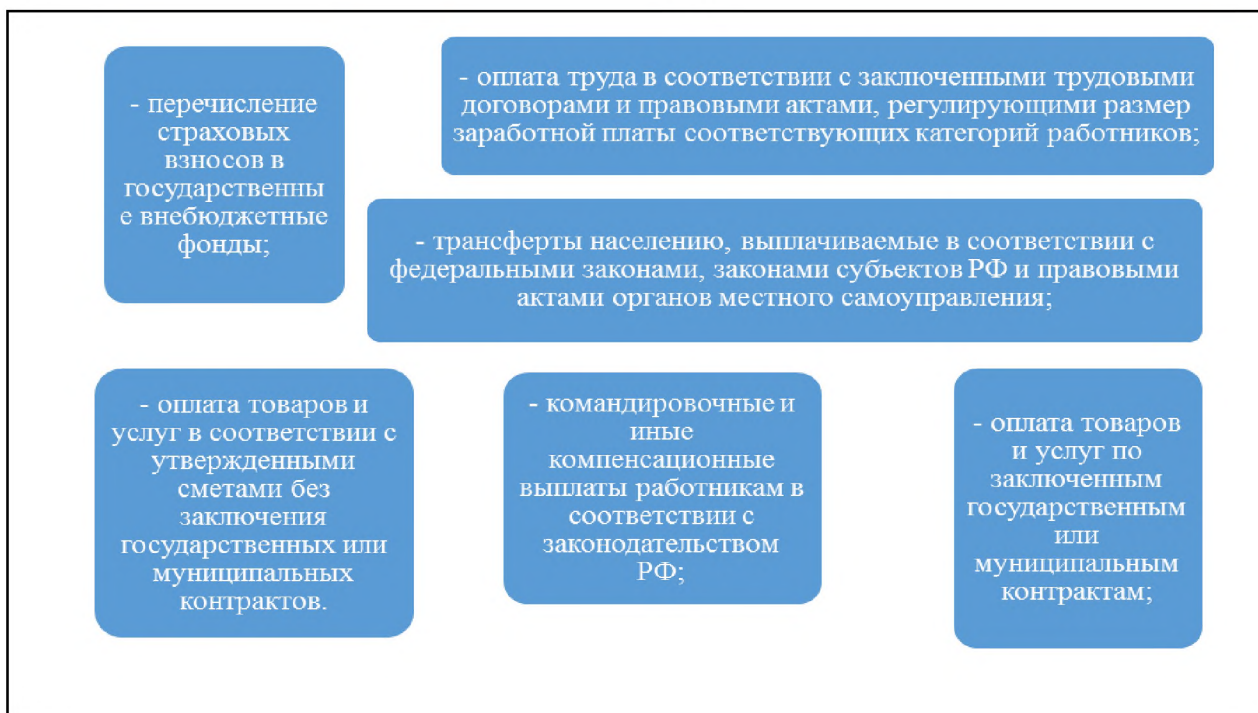 - перечисление
страховых
взносов в
государственны
е внебюджетные
фонды;
- оплата труда в соответствии с заключенными трудовыми
договорами и правовыми актами, регулирующими размер
заработной платы соответствующих категорий работников;
- трансферты населению, выплачиваемые в соответствии с
федеральными законами, законами субъектов РФ и правовыми
актами органов местного самоуправления;
- оплата товаров и
услуг в соответствии с
утвержденными
сметами без
заключения
государственных или
муниципальных
контрактов.
- командировочные и
иные
компенсационные
выплаты работникам в
соответствии с
законодательством
РФ;
- оплата товаров
и услуг по
заключенным
государственным
или
муниципальным
контрактам;